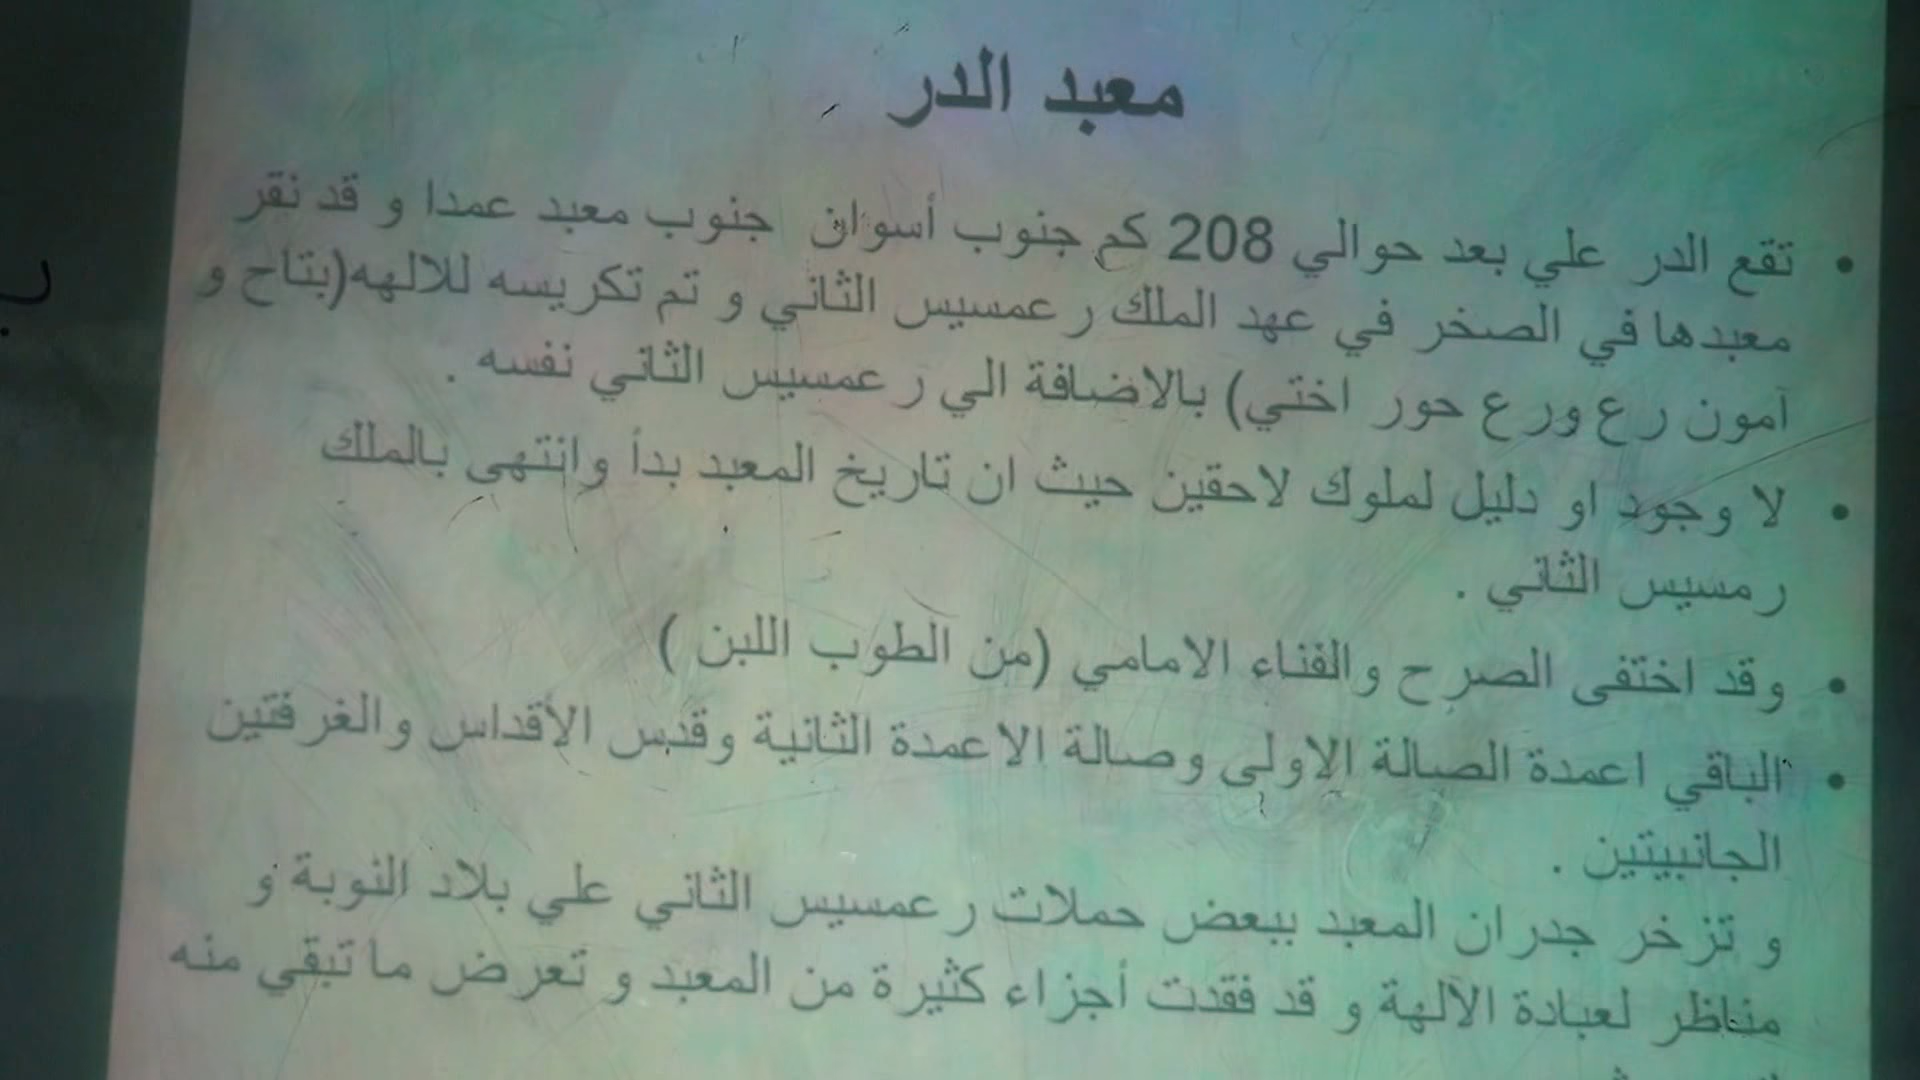 معبد الدر
• تقع الدر علي بعد حوالي 208 كم جنوب أسوان جنوب معبد عمدا و قد نقر
معبدها في الصخر في عهد الملك رعمسيس الثاني و تم تكريسه للالهه(بتاح و
آمون رع ورع حور اختي) بالاضافة الي رعمسيس الثاني نفسه .
• لا وجود او دليل لملوك لاحقين حيث ان تاريخ المعبد بدأ وانتهى بالملك
رمسيس الثاني .
• وقد اختفى الصرح والفناء الامامي (من الطوب اللبن )
• الباقي اعمدة الصالة الاولى وصالة الاعمدة الثانية وقدس الأقداس والغرفتين
الجانبيتين .
و تزخر جدران المعبد ببعض حملات رعمسيس الثاني علي بلاد النوبة و
مناظر لعبادة الآلهة و قد فقدت أجزاء كثيرة من المعبد و تعرض ما تبقي منه